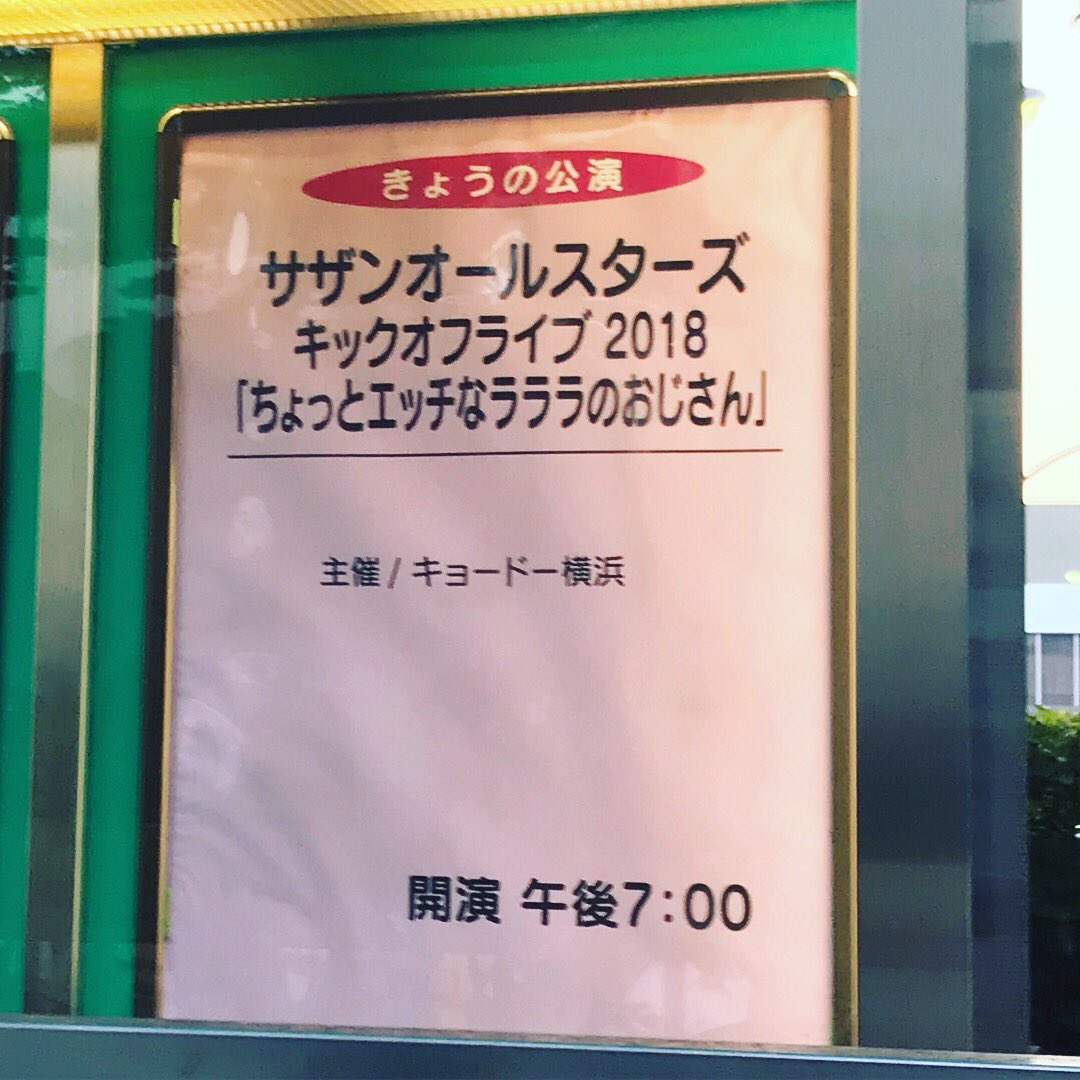 きょうの公演
サザンオールスターズ
キックオフライブ 2018
「ちょっとエッチなラララのおじさん」
主催 / キョードー横浜
開演 午後7:00